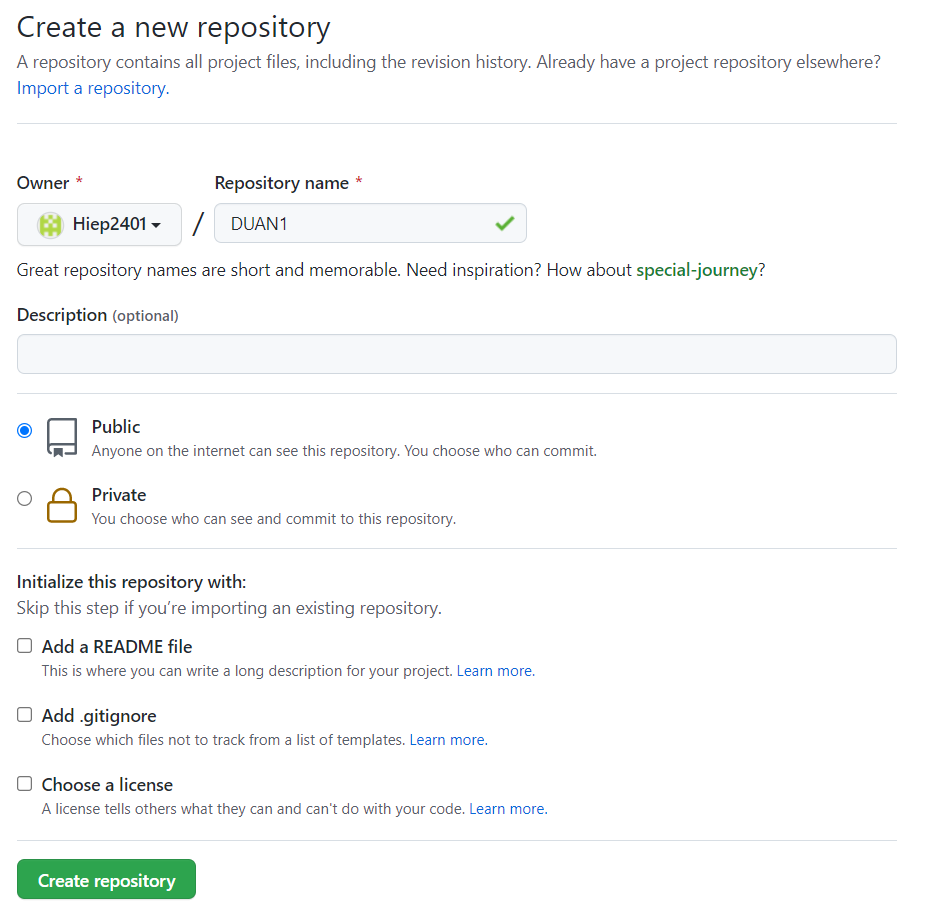 Create a new repository
A repository contains all project files, including the revision history. Already have a project repository elsewhere?
Import a repository.
Owner *
Repository name *
Hiep2401
/
DUAN1
Great repository names are short and memorable. Need inspiration? How about special-journey?
Description (optional)
Public
Anyone on the internet can see this repository. You choose who can commit.
Private
You choose who can see and commit to this repository.
Initialize this repository with:
Skip this step if you’re importing an existing repository.
Add a README file
This is where you can write a long description for your project. Learn more.
Add .gitignore
Choose which files not to track from a list of templates. Learn more.
Choose a license
A license tells others what they can and can't do with your code. Learn more.
Create repository